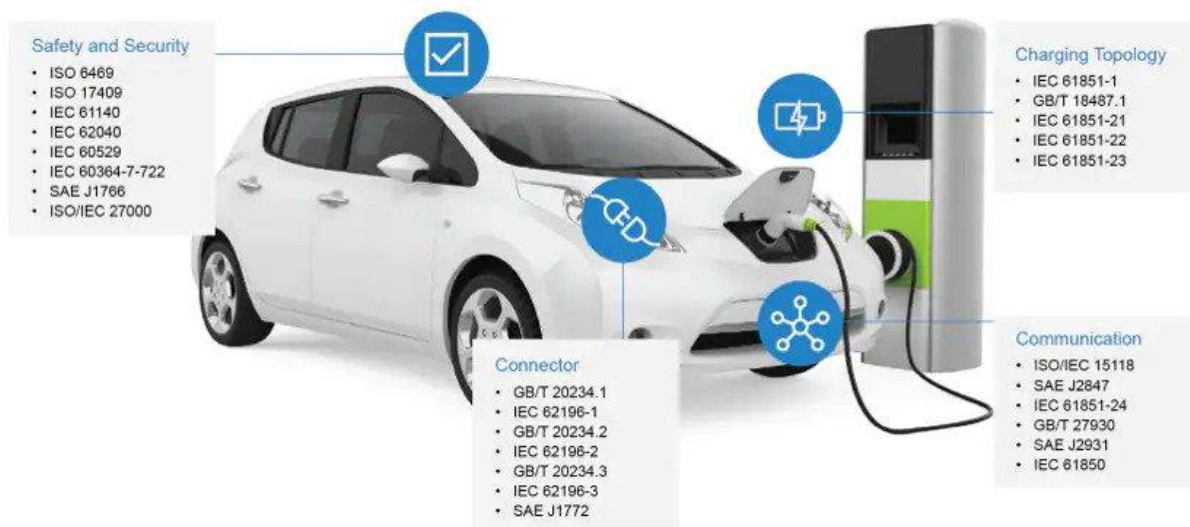 Safety and Security
• ISO 6469
• ISO 17409
• IEC 61140
• IEC 62040
• IEC 60529
• IEC 60364-7-722
• SAE J1766
• ISO/IEC 27000
Charging Topology
• IEC 61851-1
• GB/T 18487.1
• IEC 61851-21
• IEC 61851-22
• IEC 61851-23
Connector
• GB/T 20234.1
• IEC 62196-1
• GB/T 20234.2
• IEC 62196-2
• GB/T 20234.3
• IEC 62196-3
• SAE J1772
Communication
• ISO/IEC 15118
• SAE J2847
• IEC 61851-24
• GB/T 27930
• SAE J2931
• IEC 61850